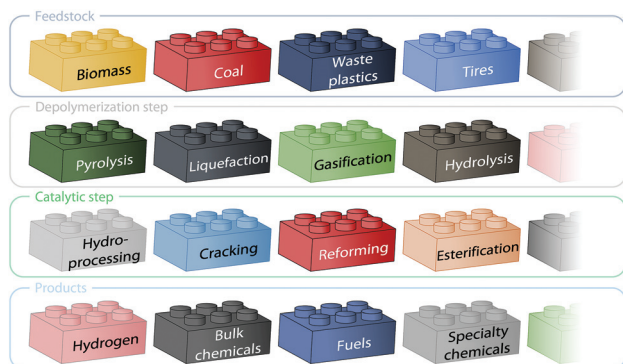 Feedstock
Biomass
Coal
Waste
plastics
Tires
Depolymerization step
Pyrolysis
Liquefaction
Gasification
Hydrolysis
Catalytic step
Hydro-
processing
Cracking
Reforming
Esterification
Products
Hydrogen
Bulk
chemicals
Fuels
Specialty
chemicals